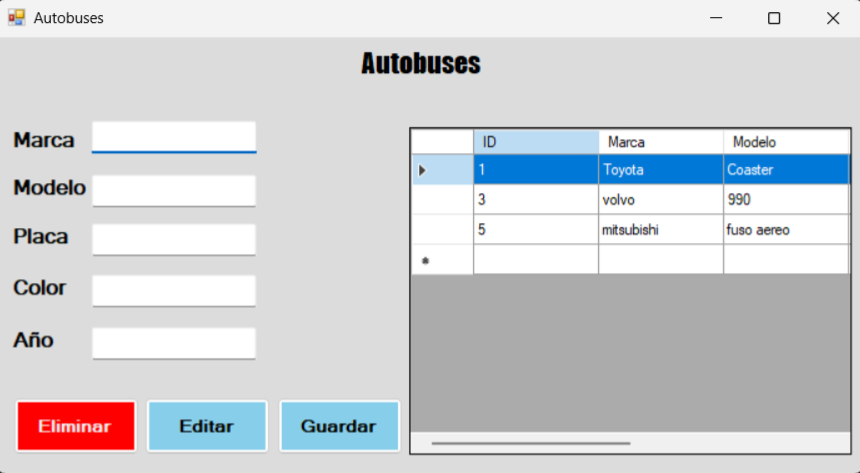 Autobuses
Autobuses
Marca
Modelo
Placa
Color
Año
Eliminar Editar Guardar
ID Marca Modelo
1 Toyota Coaster
3 volvo 990
5 mitsubishi fuso aereo
*